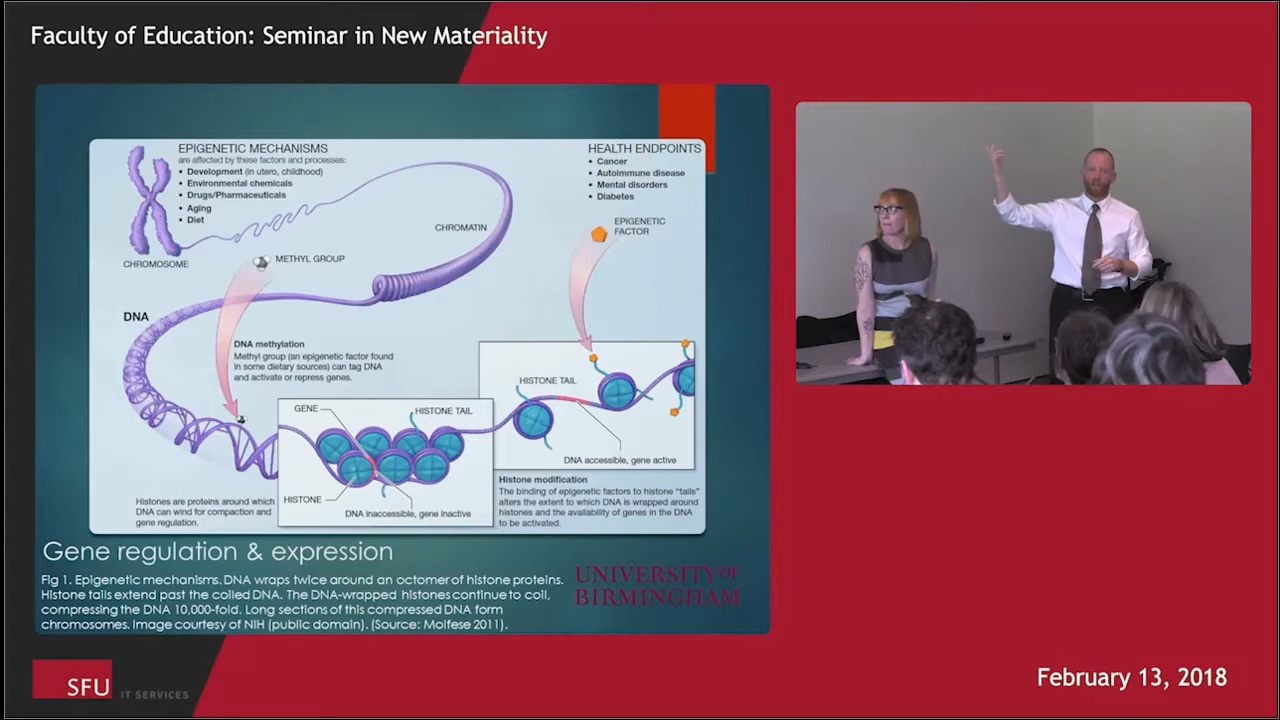 Faculty of Education: Seminar in New Materiality
EPIGENETIC MECHANISMS
are affected by these factors and processes:
• Development (in utero, childhood)
• Environmental chemicals
• Drugs/Pharmaceuticals
• Aging
• Diet
HEALTH ENDPOINTS
• Cancer
• Autoimmune disease
• Mental disorders
• Diabetes
EPIGENETIC
FACTOR
CHROMATIN
CHROMOSOME
METHYL GROUP
DNA
DNA methylation
Methyl group (an epigenetic factor found
in some dietary sources) can tag DNA
and activate or repress genes.
HISTONE TAIL
GENE
HISTONE TAIL
DNA accessible, gene active
HISTONE
DNA inaccessible, gene inactive
Histones are proteins around which
DNA can wind for compaction and
gene regulation.
Histone modification
The binding of epigenetic factors to histone “tails”
alters the extent to which DNA is wrapped around
histones and the availability of genes in the DNA
to be activated.
Gene regulation & expression
Fig 1. Epigenetic mechanisms. DNA wraps twice around an octomer of histone proteins.
Histone tails extend past the coiled DNA. The DNA-wrapped histones continue to coil,
compressing the DNA 10,000-fold. Long sections of this compressed DNA form
chromosomes. Image courtesy of NIH (public domain). (Source: Molfese 2011).
UNIVERSITY OF
BIRMINGHAM
SFU IT SERVICES
February 13, 2018